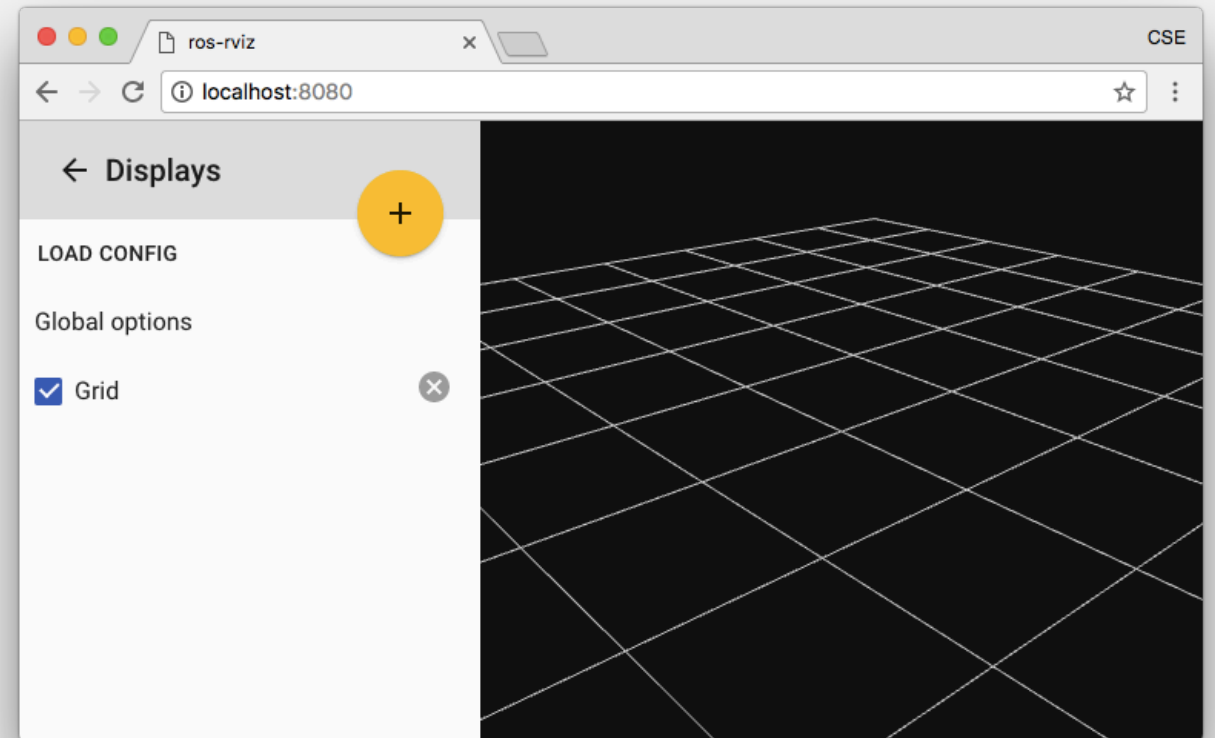 ros-rviz
CSE
localhost:8080
Displays
LOAD CONFIG
Global options
Grid